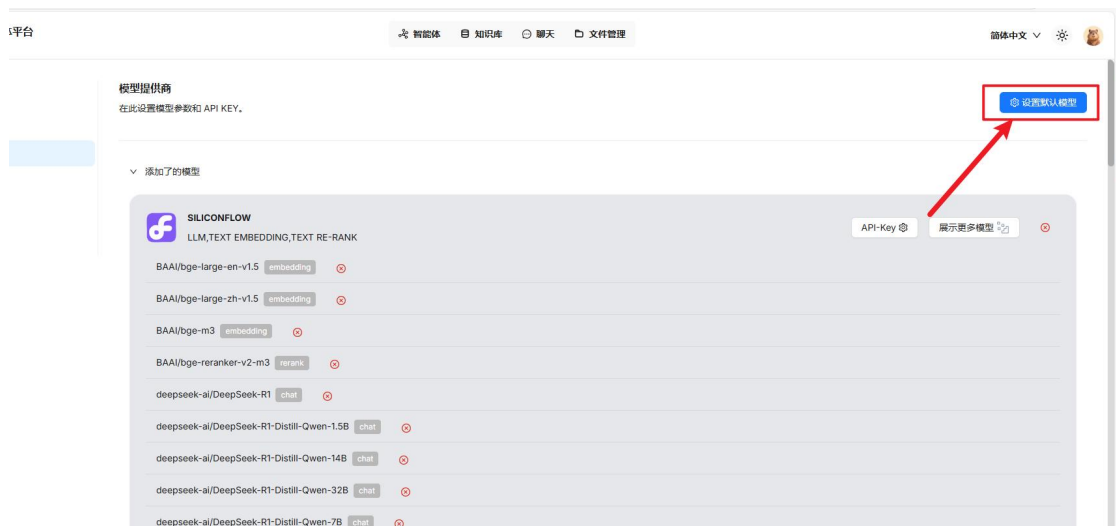 平台
智能体 知识库 聊天 文件管理
简体中文
模型提供商
在此设置模型参数和 API KEY。
设置默认模型
添加了的模型
SILICONFLOW
LLM,TEXT EMBEDDING,TEXT RE-RANK
API-Key 展示更多模型
BAAI/bge-large-en-v1.5 embedding
BAAI/bge-large-zh-v1.5 embedding
BAAI/bge-m3 embedding
BAAI/bge-reranker-v2-m3 rerank
deepseek-ai/DeepSeek-R1 chat
deepseek-ai/DeepSeek-R1-Distill-Qwen-1.5B chat
deepseek-ai/DeepSeek-R1-Distill-Qwen-14B chat
deepseek-ai/DeepSeek-R1-Distill-Qwen-32B chat
deepseek-ai/DeepSeek-R1-Distill-Qwen-7B chat